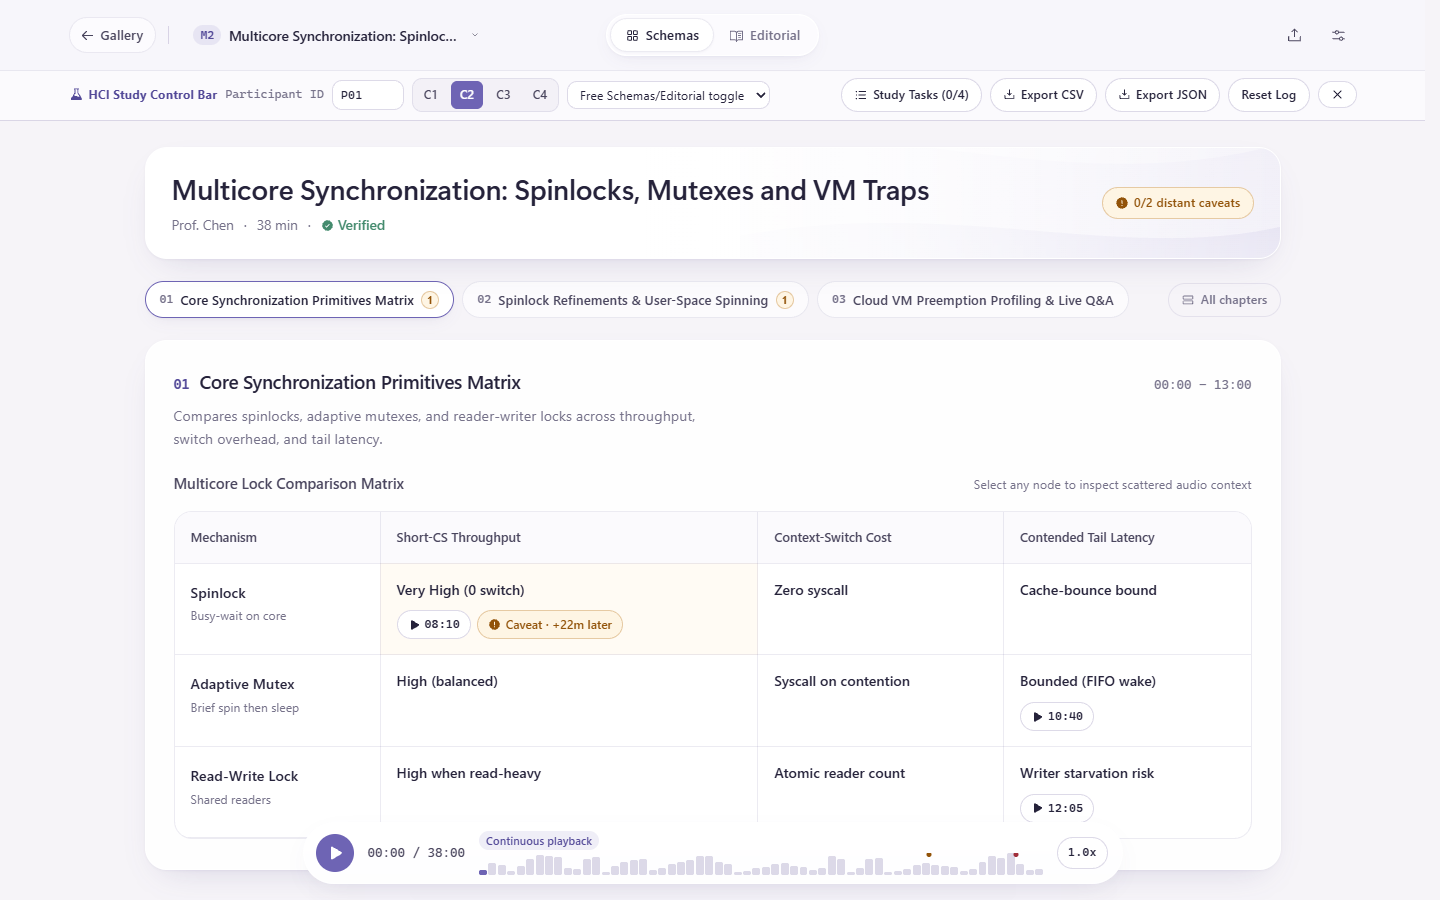 Gallery
M2 Multicore Synchronization: Spinloc...
Schemas
Editorial
HCI Study Control Bar
Participant ID
P01
C1
C2
C3
C4
Free Schemas/Editorial toggle
Study Tasks (0/4)
Export CSV
Export JSON
Reset Log
Multicore Synchronization: Spinlocks, Mutexes and VM Traps
Prof. Chen · 38 min · Verified
0/2 distant caveats
01 Core Synchronization Primitives Matrix 1
02 Spinlock Refinements & User-Space Spinning 1
03 Cloud VM Preemption Profiling & Live Q&A
All chapters
01 Core Synchronization Primitives Matrix
00:00 – 13:00
Compares spinlocks, adaptive mutexes, and reader-writer locks across throughput,
switch overhead, and tail latency.
Multicore Lock Comparison Matrix
Select any node to inspect scattered audio context
Mechanism
Short-CS Throughput
Context-Switch Cost
Contended Tail Latency
Spinlock
Busy-wait on core
Very High (0 switch)
08:10
Caveat · +22m later
Zero syscall
Cache-bounce bound
Adaptive Mutex
Brief spin then sleep
High (balanced)
Syscall on contention
Bounded (FIFO wake)
10:40
Read-Write Lock
Shared readers
High when read-heavy
Atomic reader count
Writer starvation risk
12:05
00:00 / 38:00
Continuous playback
1.0x